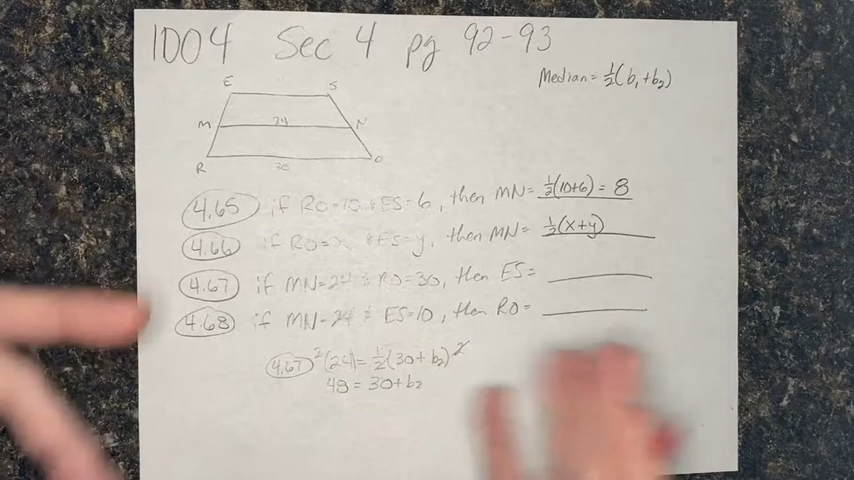 1004 Sec 4 pg 92-93
Median = ½(b₁+b₂)
E S
M 24 N
R 30 O
4.65 if RO=10 & ES=6, then MN= ½(10+6) = 8
4.66 if RO=x & ES=y, then MN= ½(x+y)
4.67 if MN=24 & RO=30, then ES=
4.68 if MN=24 & ES=10, then RO=
4.67 2(24)=½(30+b₂)2
48 = 30+b₂